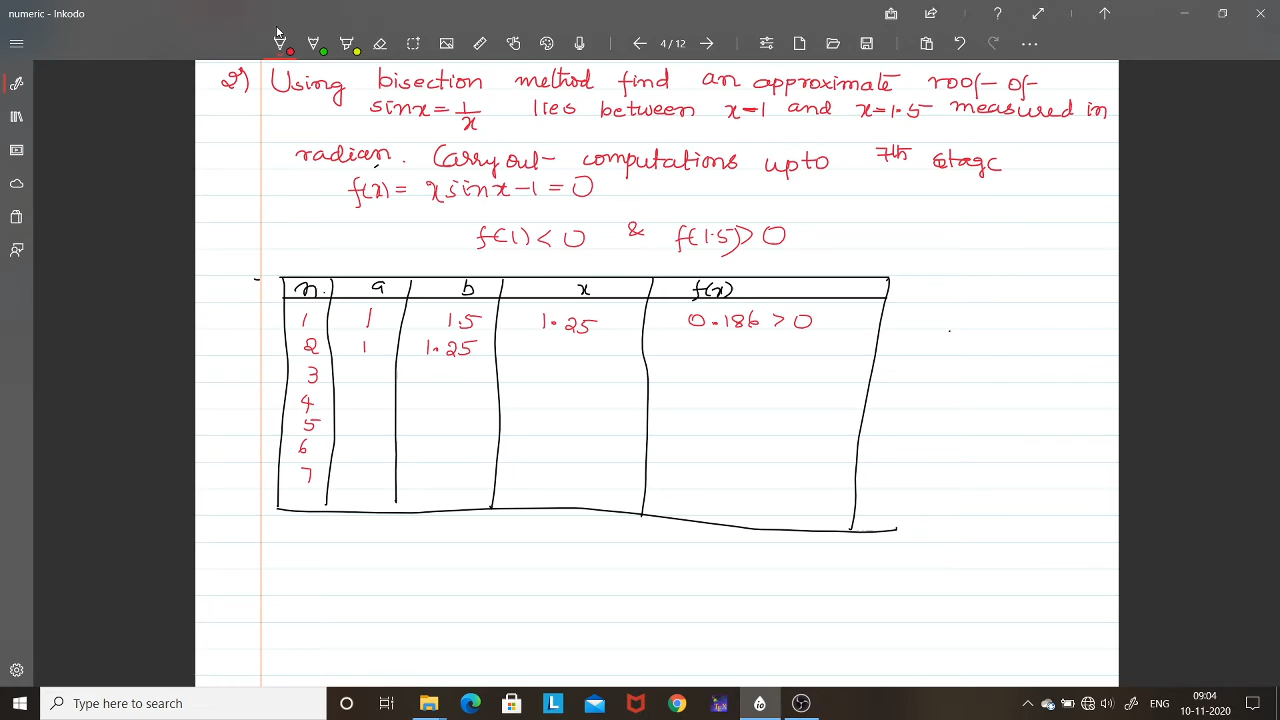 numeric - Inkodo
4 / 12
2) Using bisection method find an approximate root of
sinx = 1/x lies between x=1 and x=1.5 measured in
radian. Carry out computations upto 7th stage
f(x) = x sinx - 1 = 0
f(1) < 0 & f(1.5) > 0
n a b x f(x)
1 1 1.5 1.25 0.186 > 0
2 1 1.25
3
4
5
6
7
Type here to search
ENG
09:04
10-11-2020